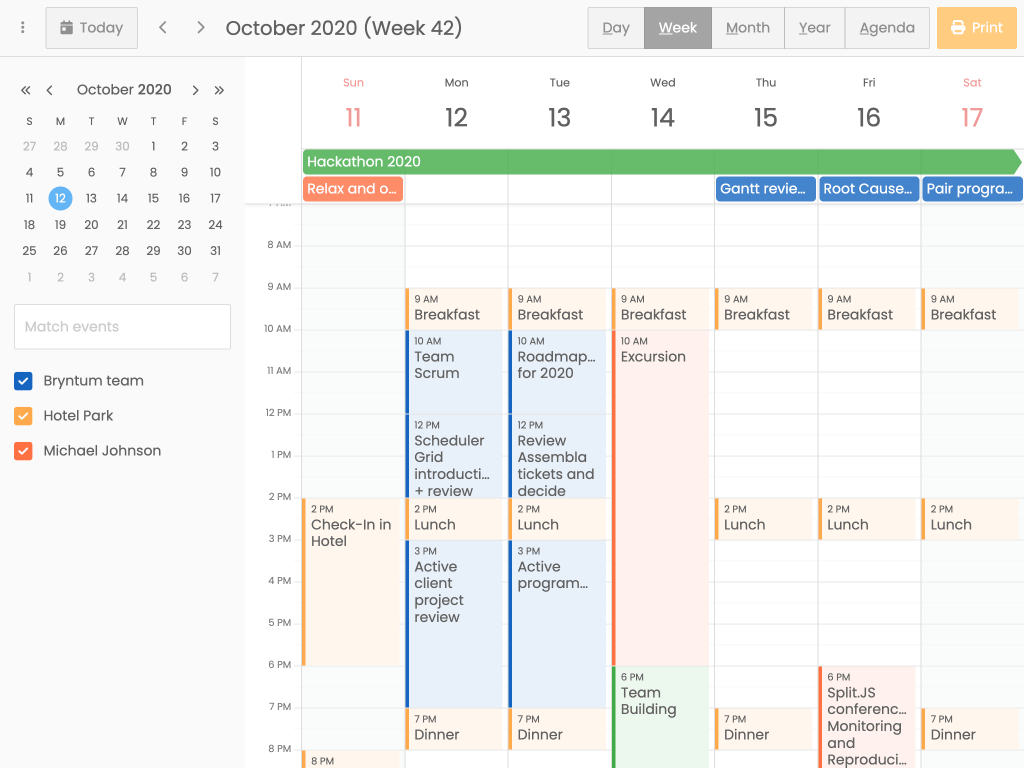 Today
October 2020 (Week 42)
Day Week Month Year Agenda
Print
October 2020
S M T W T F S
27 28 29 30 1 2 3
4 5 6 7 8 9 10
11 12 13 14 15 16 17
18 19 20 21 22 23 24
25 26 27 28 29 30 31
1 2 3 4 5 6 7
Match events
Bryntum team
Hotel Park
Michael Johnson
Sun Mon Tue Wed Thu Fri Sat
11 12 13 14 15 16 17
Hackathon 2020
Relax and o…
Gantt revie…
Root Cause…
Pair progra…
8 AM
9 AM
10 AM
11 AM
12 PM
1 PM
2 PM
3 PM
4 PM
5 PM
6 PM
7 PM
8 PM
2 PM
Check-In in
Hotel
8 PM
9 AM
Breakfast
10 AM
Team
Scrum
12 PM
Scheduler
Grid
introducti…
+ review
2 PM
Lunch
3 PM
Active
client
project
review
7 PM
Dinner
9 AM
Breakfast
10 AM
Roadmap…
for 2020
12 PM
Review
Assembla
tickets and
decide
2 PM
Lunch
3 PM
Active
program…
7 PM
Dinner
9 AM
Breakfast
10 AM
Excursion
6 PM
Team
Building
9 AM
Breakfast
2 PM
Lunch
7 PM
Dinner
9 AM
Breakfast
2 PM
Lunch
6 PM
Split.JS
conferenc…
Monitoring
and
Reproduci…
9 AM
Breakfast
2 PM
Lunch
7 PM
Dinner